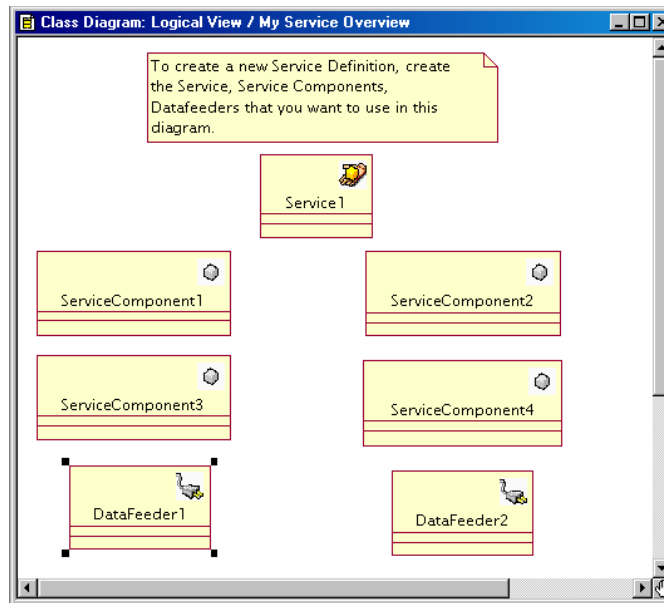 Class Diagram: Logical View / My Service Overview
To create a new Service Definition, create
the Service, Service Components,
Datafeeders that you want to use in this
diagram.
Service1
ServiceComponent1
ServiceComponent2
ServiceComponent3
ServiceComponent4
DataFeeder1
DataFeeder2